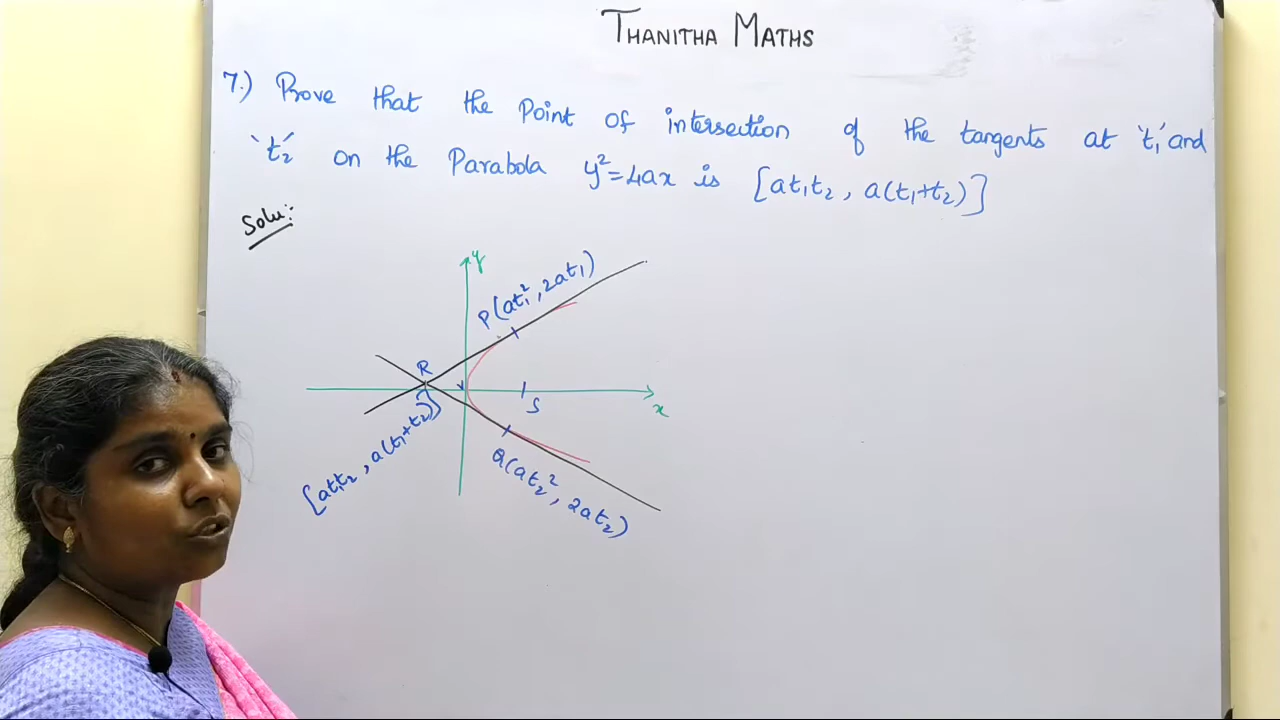 THANITHA MATHS
7.) Prove that the point of intersection of the tangents at 't₁' and
't₂' on the Parabola y²=4ax is [at₁t₂, a(t₁+t₂)]
Solu:-
y
P(at₁², 2at₁)
R
V
S
x
[at₁t₂, a(t₁+t₂)]
Q(at₂², 2at₂)